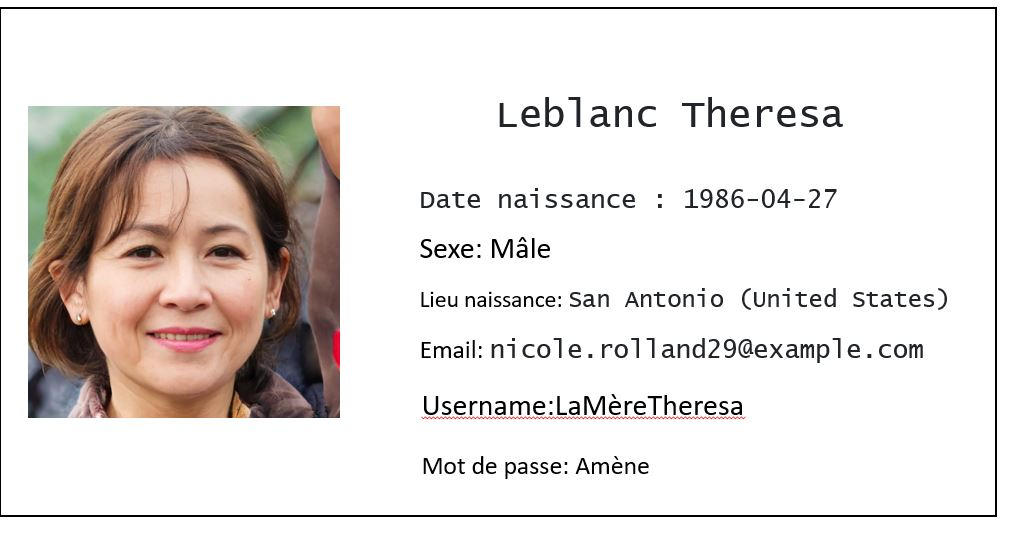 Leblanc Theresa
Date naissance : 1986-04-27
Sexe: Mâle
Lieu naissance: San Antonio (United States)
Email: nicole.rolland29@example.com
Username:LaMèreTheresa
Mot de passe: Amène